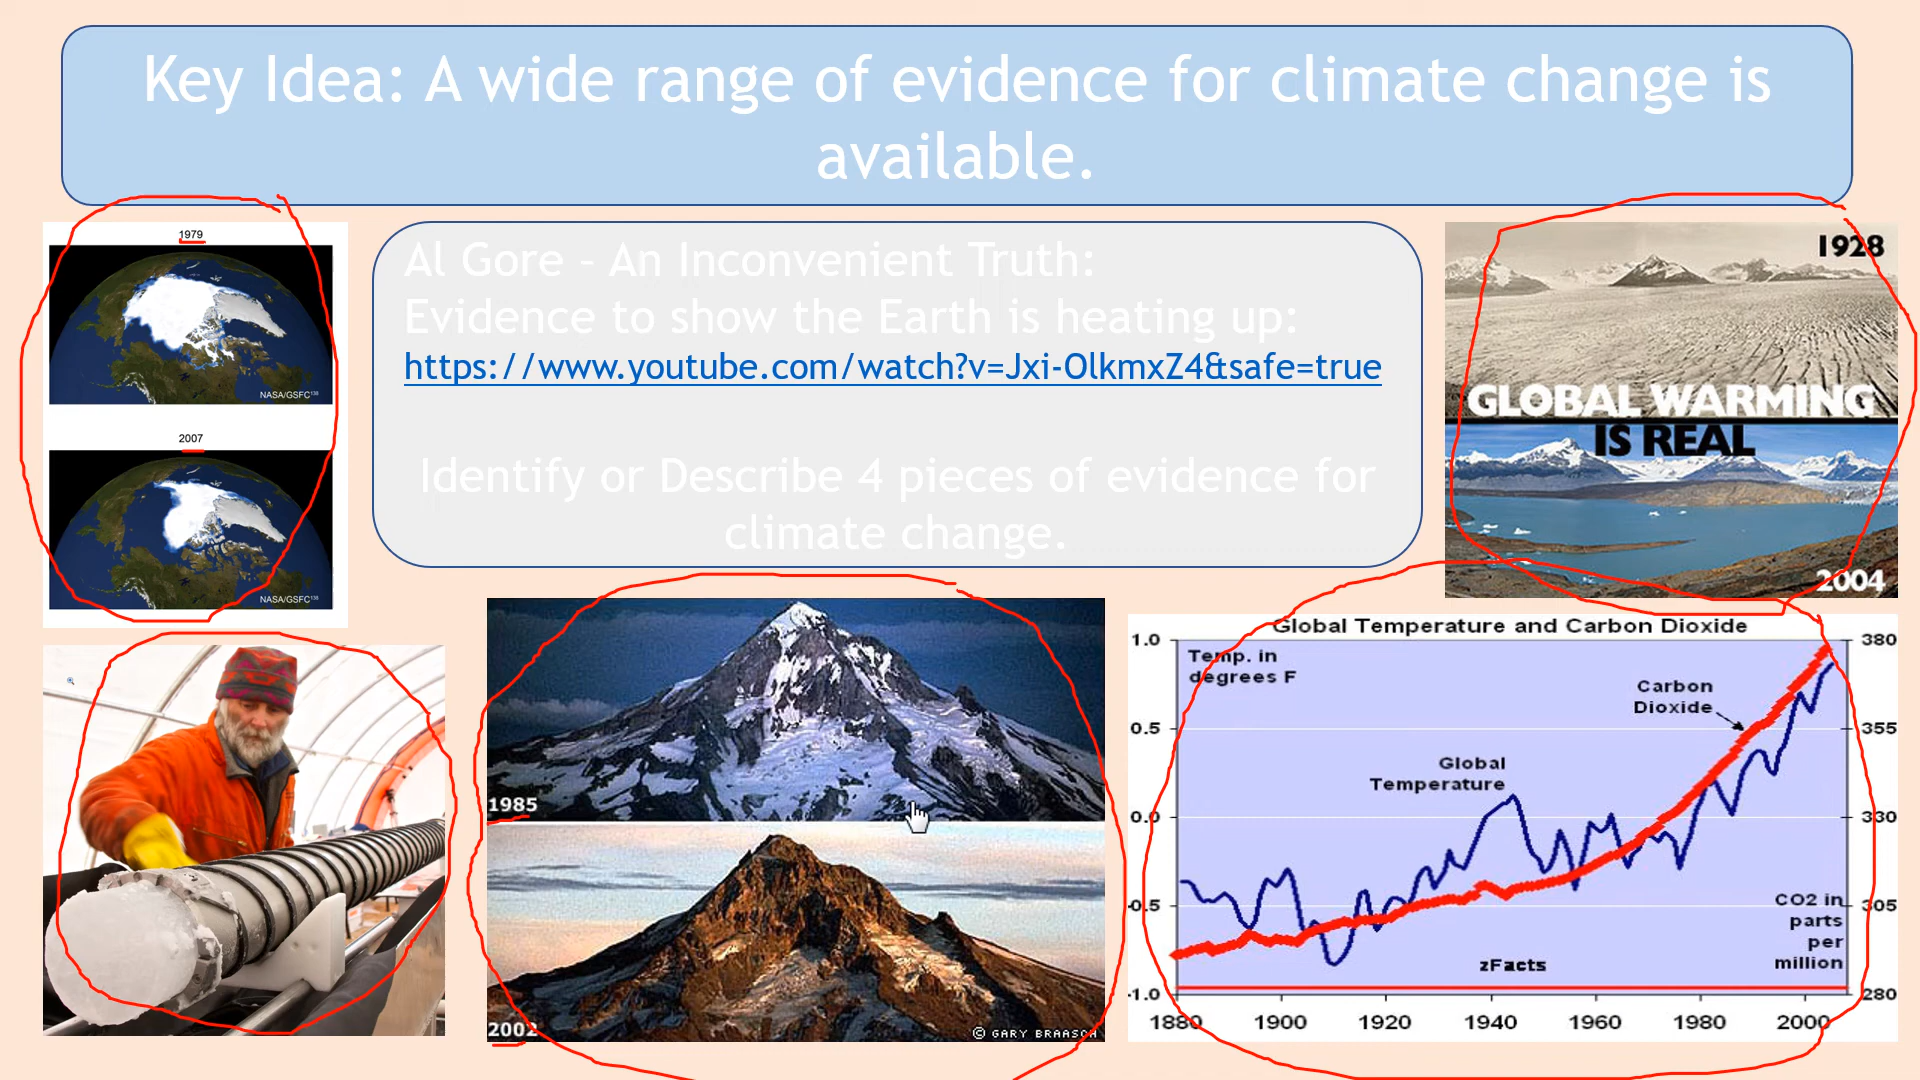 Key Idea: A wide range of evidence for climate change is
available.
1979
NASA/GSFC138
2007
NASA/GSFC138
Al Gore – An Inconvenient Truth:
Evidence to show the Earth is heating up:
https://www.youtube.com/watch?v=Jxi-OlkmxZ4&safe=true
Identify or Describe 4 pieces of evidence for
climate change.
1928
GLOBAL WARMING
IS REAL
2004
1985
2002
© GARY BRAASCH
Global Temperature and Carbon Dioxide
1.0
0.5
0.0
-0.5
-1.0
Temp. in
degrees F
Carbon
Dioxide
Global
Temperature
CO2 in
parts
per
million
zFacts
380
355
330
305
280
1880 1900 1920 1940 1960 1980 2000